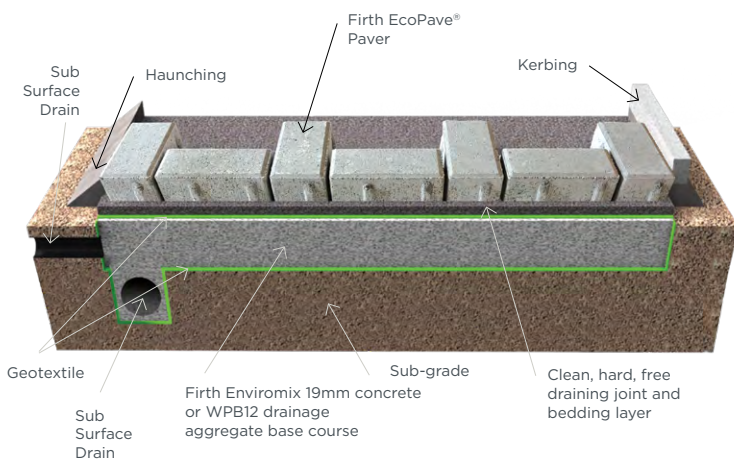 Firth EcoPave®
Paver
Sub
Surface
Drain
Haunching
Kerbing
Geotextile
Sub
Surface
Drain
Firth Enviromix 19mm concrete
or WPB12 drainage
aggregate base course
Sub-grade
Clean, hard, free
draining joint and
bedding layer